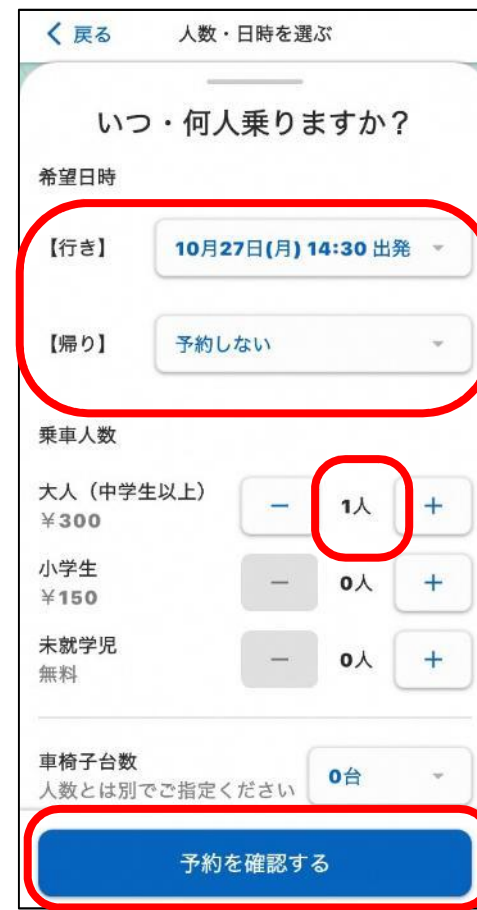 戻る 人数・日時を選ぶ
いつ・何人乗りますか？
希望日時
【行き】 10月27日(月) 14:30 出発
【帰り】 予約しない
乗車人数
大人（中学生以上） － 1人 ＋
¥300
小学生 － 0人 ＋
¥150
未就学児 － 0人 ＋
無料
車椅子台数 0台
人数とは別でご指定ください
予約を確認する